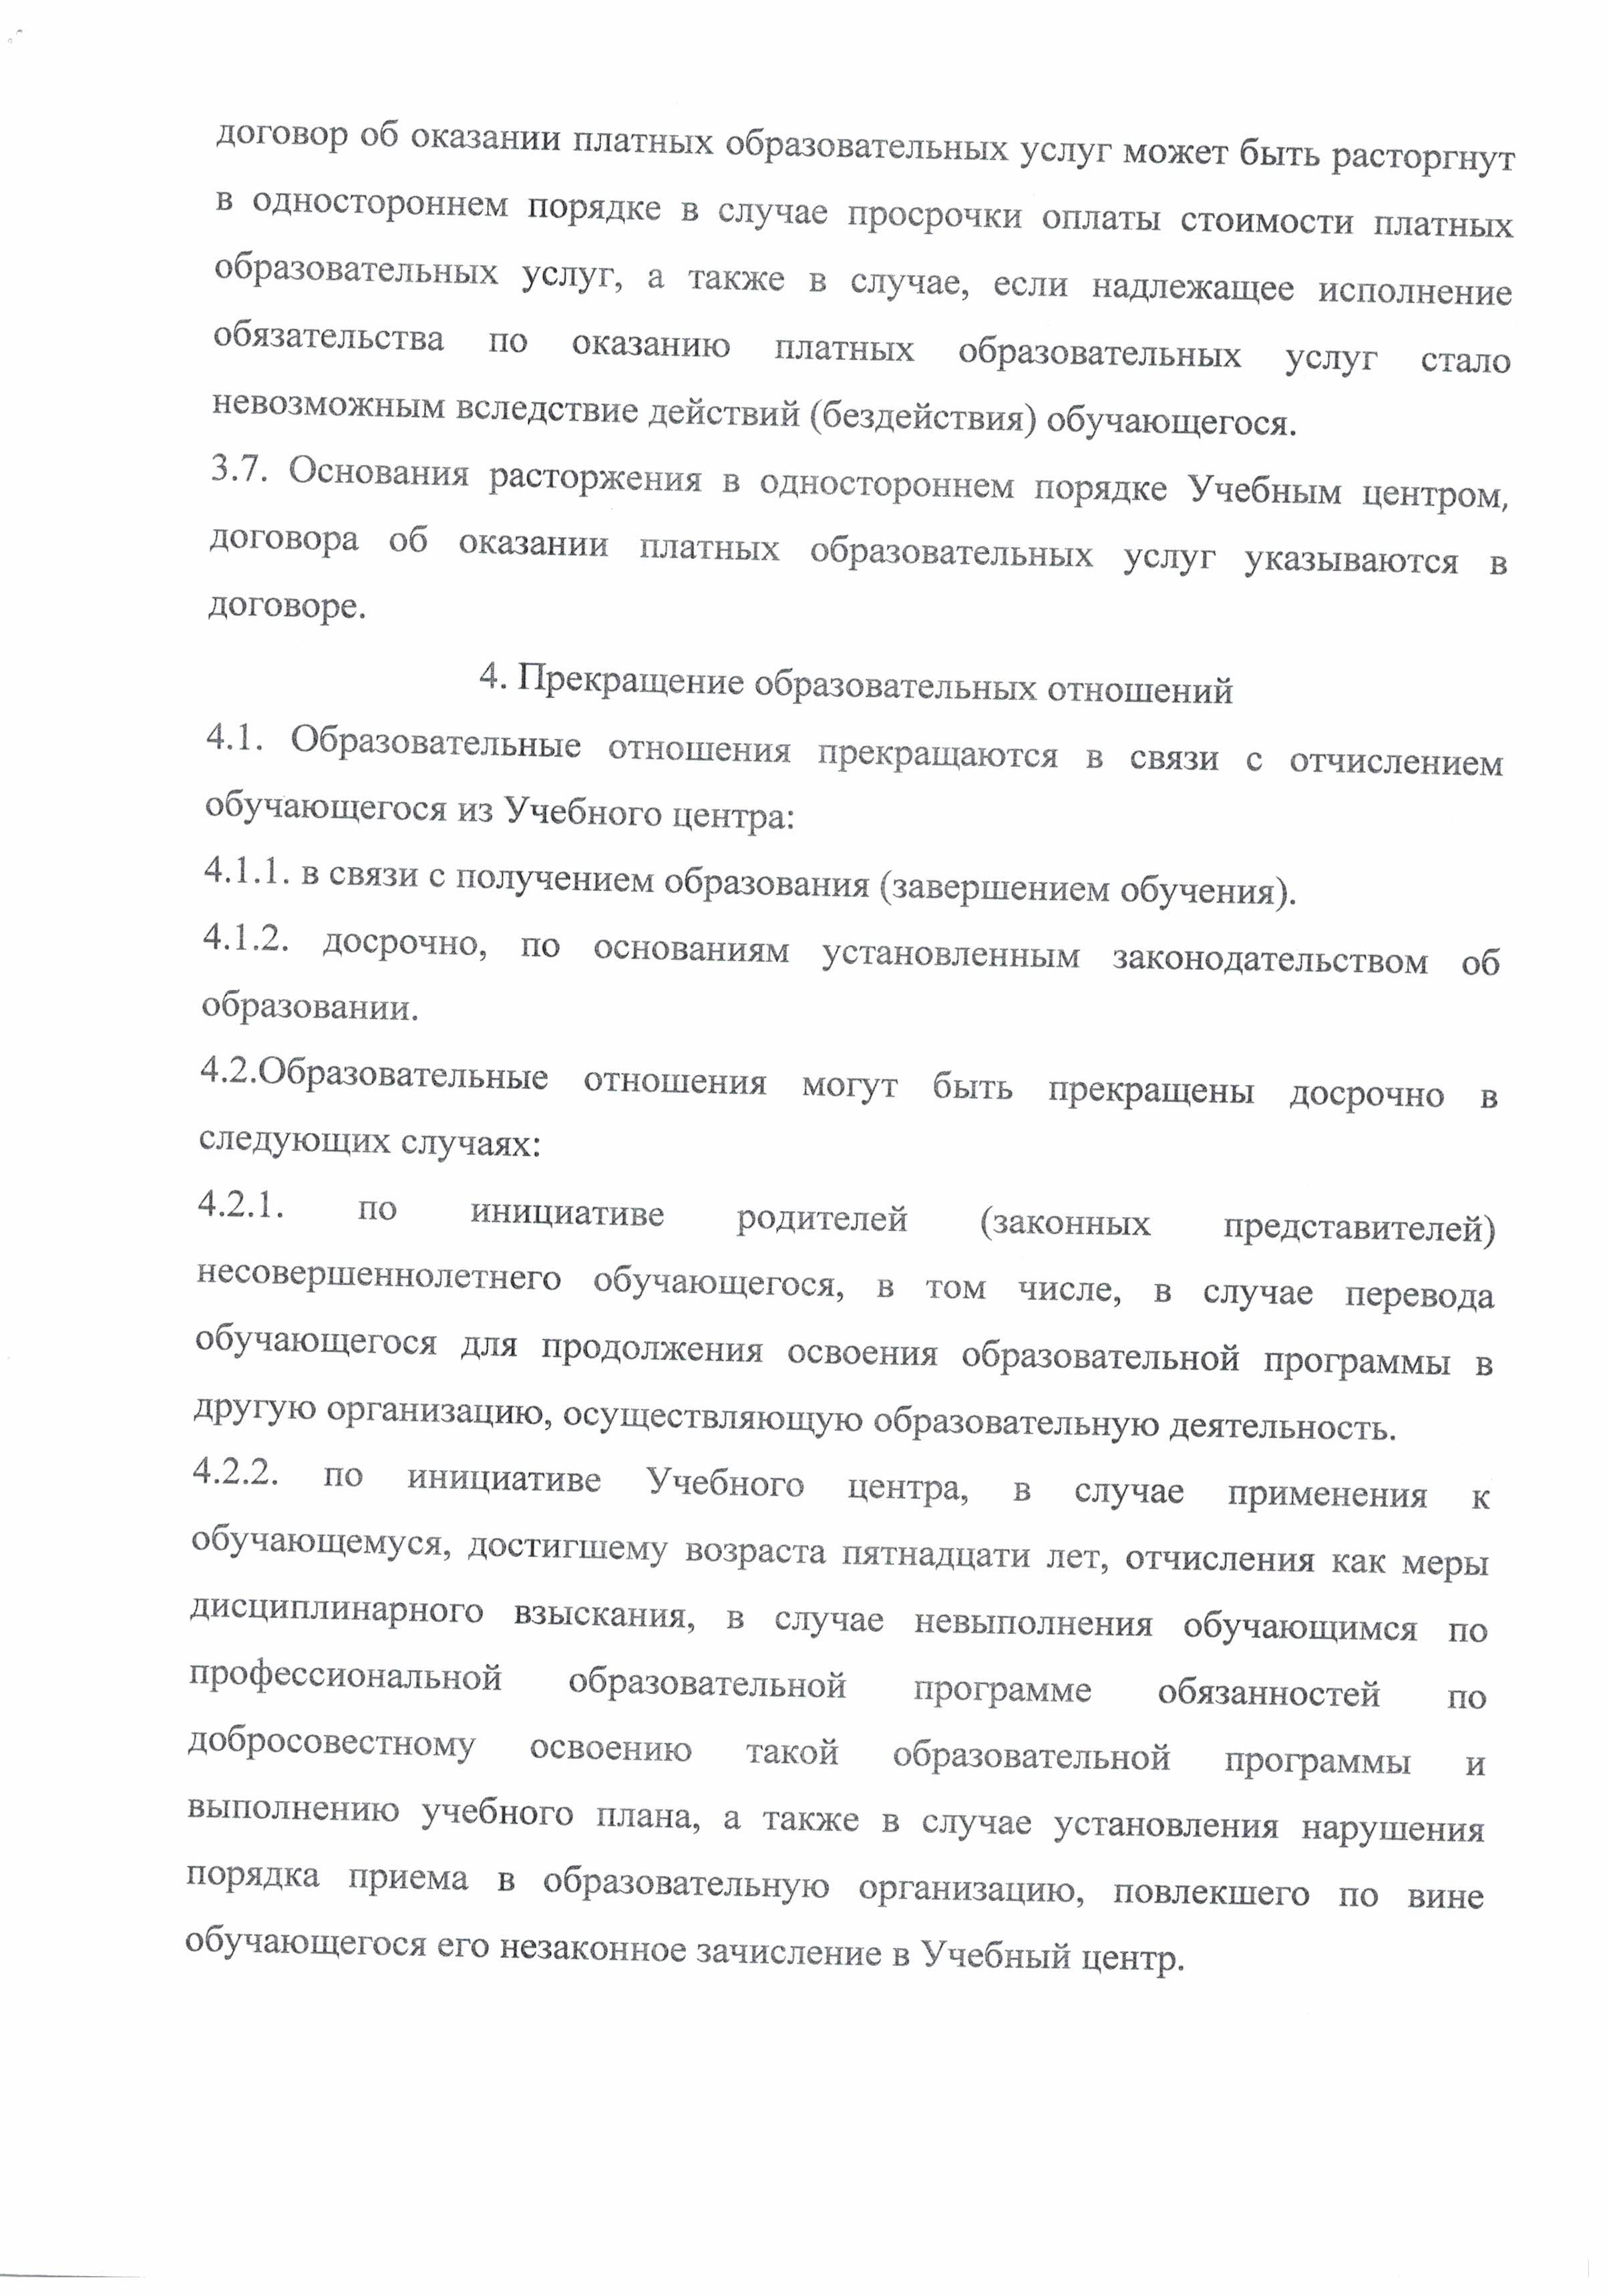 договор об оказании платных образовательных услуг может быть расторгнут
в одностороннем порядке в случае просрочки оплаты стоимости платных
образовательных услуг, а также в случае, если надлежащее исполнение
обязательства по оказанию платных образовательных услуг стало
невозможным вследствие действий (бездействия) обучающегося.
3.7. Основания расторжения в одностороннем порядке Учебным центром,
договора об оказании платных образовательных услуг указываются в
договоре.
4. Прекращение образовательных отношений
4.1. Образовательные отношения прекращаются в связи с отчислением
обучающегося из Учебного центра:
4.1.1. в связи с получением образования (завершением обучения).
4.1.2. досрочно, по основаниям установленным законодательством об
образовании.
4.2.Образовательные отношения могут быть прекращены досрочно в
следующих случаях:
4.2.1. по инициативе родителей (законных представителей)
несовершеннолетнего обучающегося, в том числе, в случае перевода
обучающегося для продолжения освоения образовательной программы в
другую организацию, осуществляющую образовательную деятельность.
4.2.2. по инициативе Учебного центра, в случае применения к
обучающемуся, достигшему возраста пятнадцати лет, отчисления как меры
дисциплинарного взыскания, в случае невыполнения обучающимся по
профессиональной образовательной программе обязанностей по
добросовестному освоению такой образовательной программы и
выполнению учебного плана, а также в случае установления нарушения
порядка приема в образовательную организацию, повлекшего по вине
обучающегося его незаконное зачисление в Учебный центр.